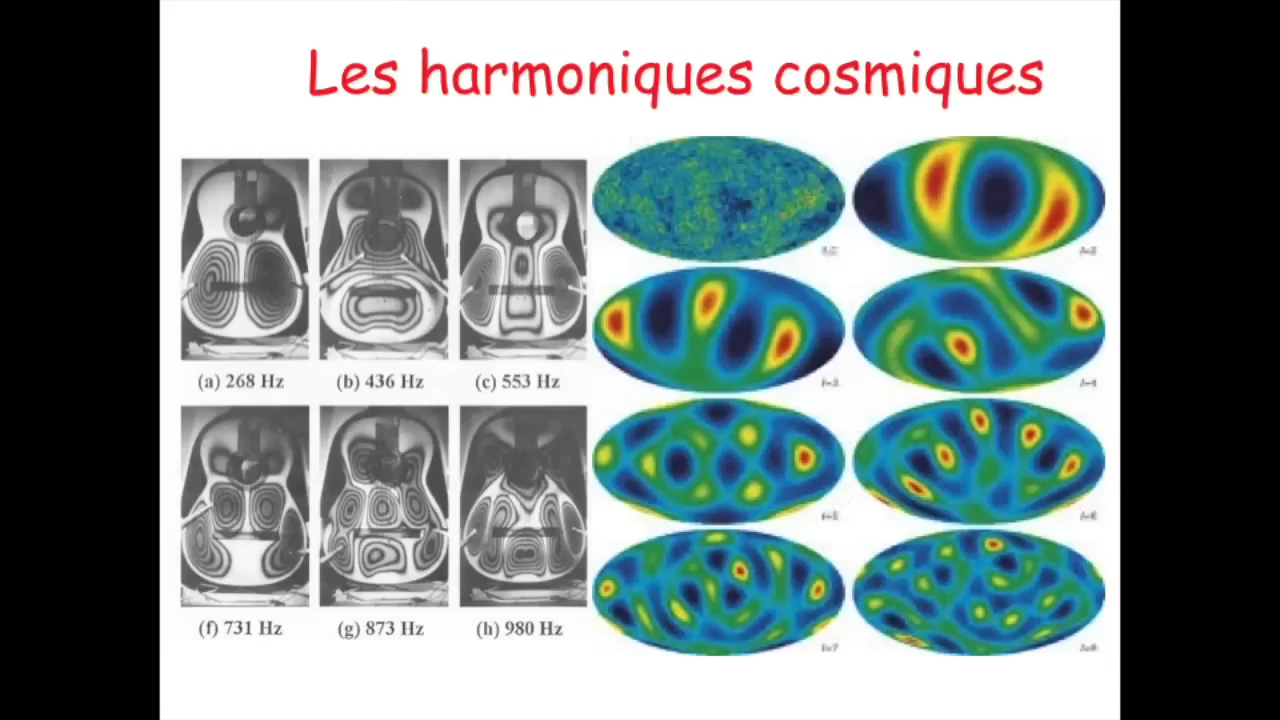 Les harmoniques cosmiques
(a) 268 Hz
(b) 436 Hz
(c) 553 Hz
(f) 731 Hz
(g) 873 Hz
(h) 980 Hz